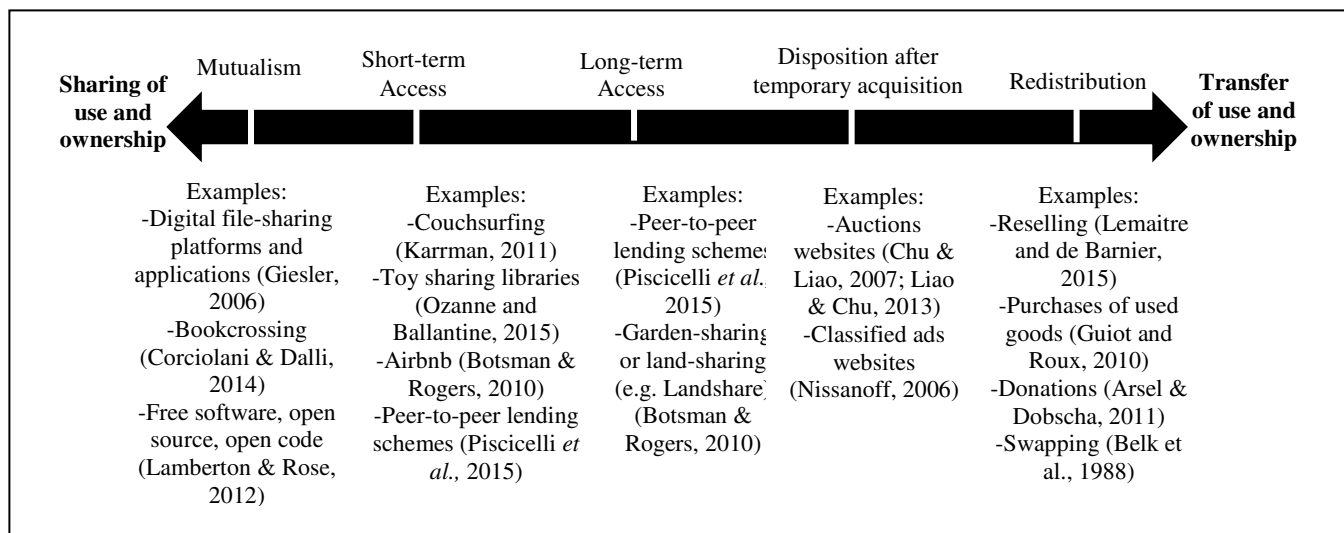 Sharing of
use and
ownership
Mutualism
Short-term
Access
Long-term
Access
Disposition after
temporary acquisition
Redistribution
Transfer
of use and
ownership
Examples:
-Digital file-sharing
platforms and
applications (Giesler,
2006)
-Bookcrossing
(Corciolani & Dalli,
2014)
-Free software, open
source, open code
(Lamberton & Rose,
2012)
Examples:
-Couchsurfing
(Karrman, 2011)
-Toy sharing libraries
(Ozanne and
Ballantine, 2015)
-Airbnb (Botsman &
Rogers, 2010)
-Peer-to-peer lending
schemes (Piscicelli et
al., 2015)
Examples:
-Peer-to-peer
lending schemes
(Piscicelli et al.,
2015)
-Garden-sharing
or land-sharing
(e.g. Landshare)
(Botsman &
Rogers, 2010)
Examples:
-Auctions
websites (Chu &
Liao, 2007; Liao
& Chu, 2013)
-Classified ads
websites
(Nissanoff, 2006)
Examples:
-Reselling (Lemaitre
and de Barnier,
2015)
-Purchases of used
goods (Guiot and
Roux, 2010)
-Donations (Arsel &
Dobscha, 2011)
-Swapping (Belk et
al., 1988)